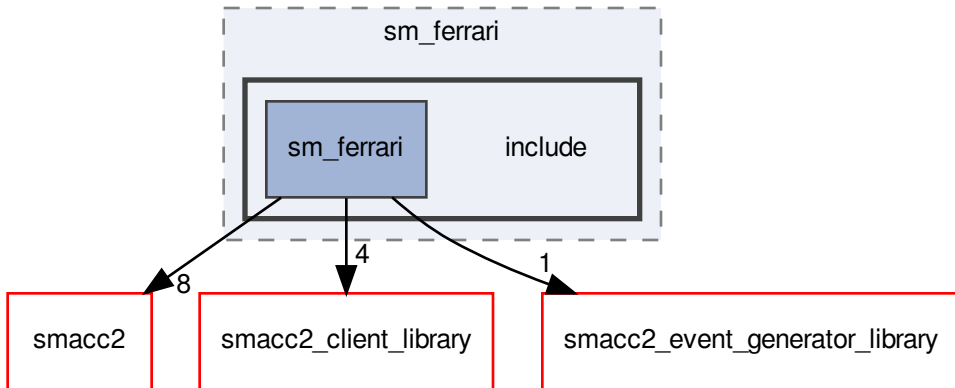 sm_ferrari
sm_ferrari
include
8
4
1
smacc2
smacc2_client_library
smacc2_event_generator_library